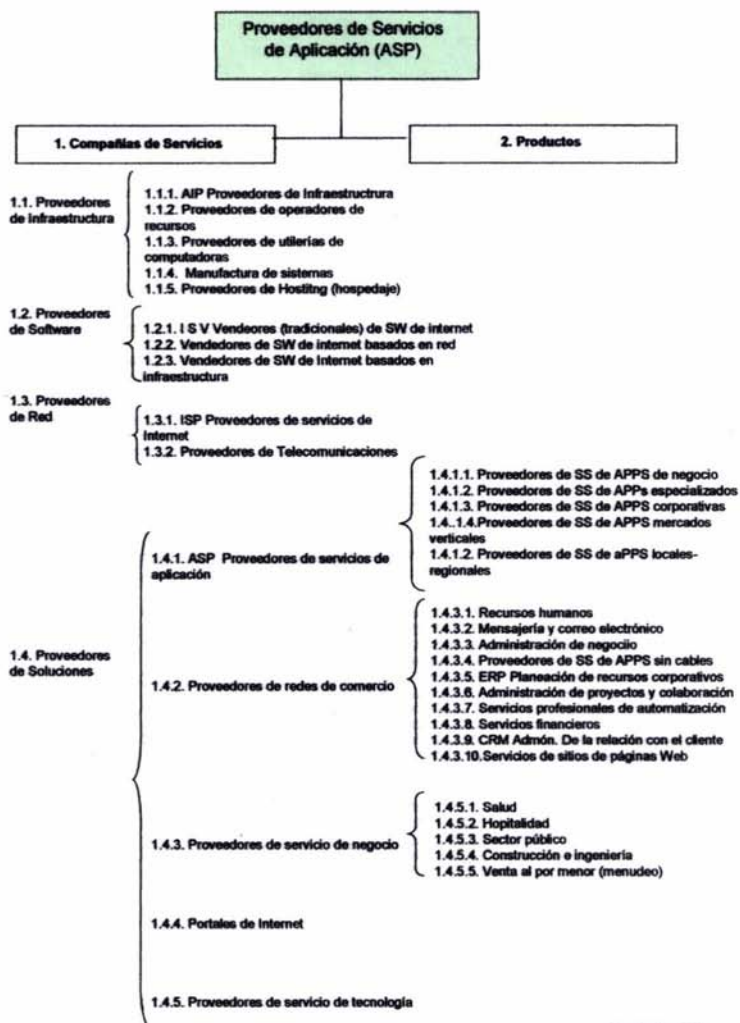 Proveedores de Servicios
de Aplicación (ASP)
1. Compañías de Servicios
2. Productos
1.1. Proveedores
de Infraestructura
1.1.1. AIP Proveedores de Infraestructrura
1.1.2. Proveedores de operadores de
recursos
1.1.3. Proveedores de utilerías de
computadoras
1.1.4. Manufactura de sistemas
1.1.5. Proveedores de Hostitng (hospedaje)
1.2. Proveedores
de Software
1.2.1. I S V Vendeores (tradicionales) de SW de internet
1.2.2. Vendedores de SW de internet basados en red
1.2.3. Vendedores de SW de Internet basados en
infraestructura
1.3. Proveedores
de Red
1.3.1. ISP Proveedores de servicios de
Internet
1.3.2. Proveedores de Telecomunicaciones
1.4. Proveedores
de Soluciones
1.4.1. ASP Proveedores de servicios de
aplicación
1.4.1.1. Proveedores de SS de APPS de negocio
1.4.1.2. Proveedores de SS de APPs especializados
1.4.1.3. Proveedores de SS de APPS corporativas
1.4..1.4.Proveedores de SS de APPS mercados
verticales
1.4.1.2. Proveedores de SS de aPPS locales-
regionales
1.4.2. Proveedores de redes de comercio
1.4.3.1. Recursos humanos
1.4.3.2. Mensajería y correo electrónico
1.4.3.3. Administración de negociio
1.4.3.4. Proveedores de SS de APPS sin cables
1.4.3.5. ERP Planeación de recursos corporativos
1.4.3.6. Administración de proyectos y colaboración
1.4.3.7. Servicios profesionales de automatización
1.4.3.8. Servicios financieros
1.4.3.9. CRM Admón. De la relación con el cliente
1.4.3.10.Servicios de sitios de páginas Web
1.4.3. Proveedores de servicio de negocio
1.4.5.1. Salud
1.4.5.2. Hopitalidad
1.4.5.3. Sector público
1.4.5.4. Construcción e ingeniería
1.4.5.5. Venta al por menor (menudeo)
1.4.4. Portales de Internet
1.4.5. Proveedores de servicio de tecnología